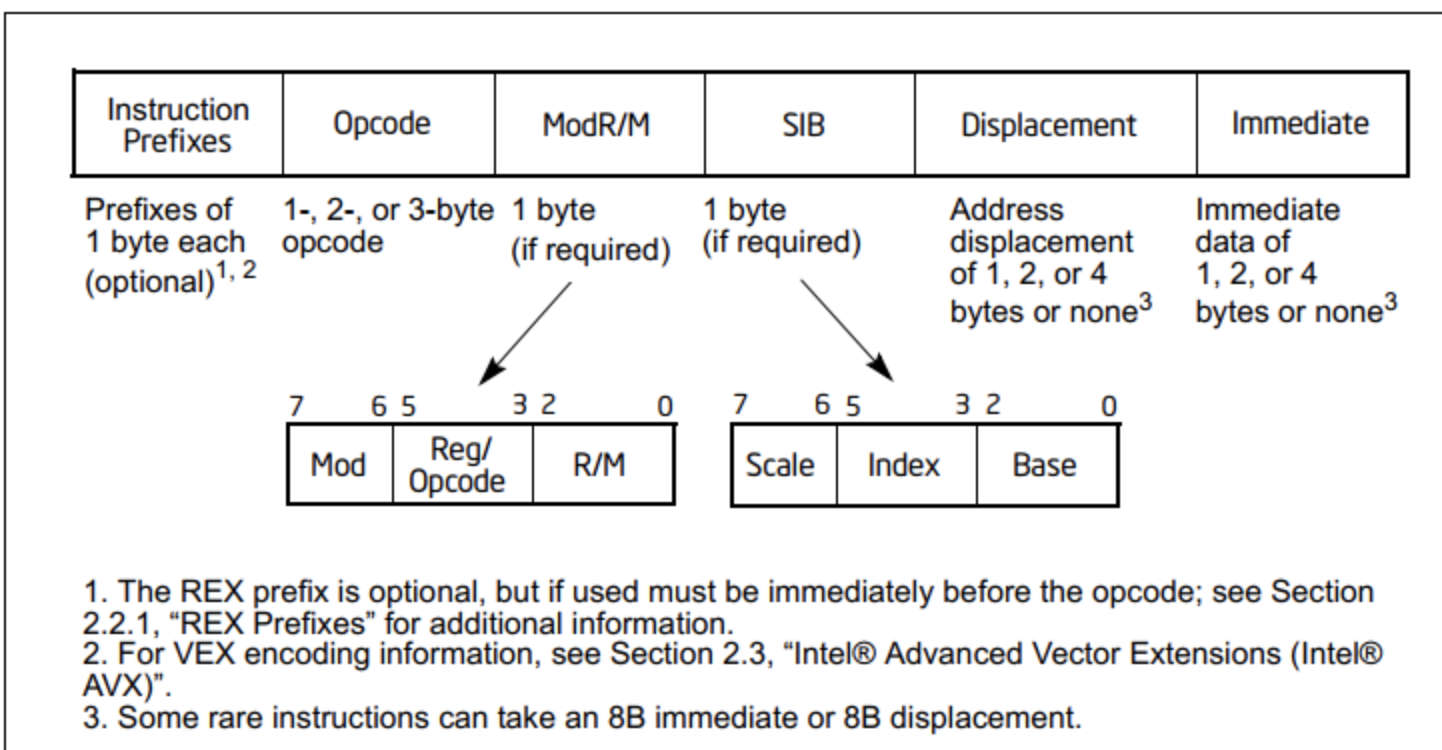 Instruction Prefixes
Opcode
ModR/M
SIB
Displacement
Immediate
Prefixes of
1 byte each
(optional)1, 2
1-, 2-, or 3-byte
opcode
1 byte
(if required)
1 byte
(if required)
Address
displacement
of 1, 2, or 4
bytes or none3
Immediate
data of
1, 2, or 4
bytes or none3
7 6 5 3 2 0
Mod
Reg/
Opcode
R/M
7 6 5 3 2 0
Scale
Index
Base
1. The REX prefix is optional, but if used must be immediately before the opcode; see Section
2.2.1, “REX Prefixes” for additional information.
2. For VEX encoding information, see Section 2.3, “Intel® Advanced Vector Extensions (Intel®
AVX)”.
3. Some rare instructions can take an 8B immediate or 8B displacement.